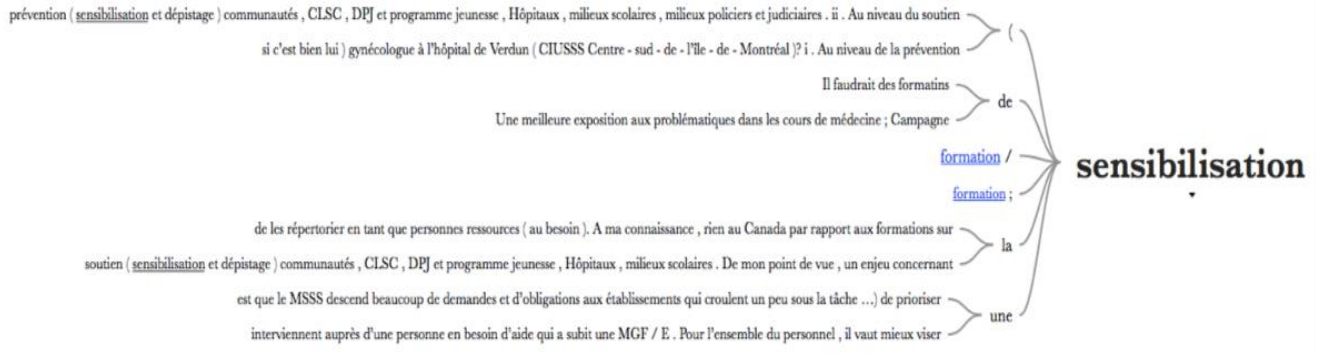 prévention ( sensibilisation et dépistage ) communautés , CLSC , DPJ et programme jeunesse , Hôpitaux , milieux scolaires , milieux policiers et judiciaires . ii . Au niveau du soutien
(
si c'est bien lui ) gynécologue à l'hôpital de Verdun ( CIUSSS Centre - sud - de - l'île - de - Montréal )? i . Au niveau de la prévention
Il faudrait des formatins
de
Une meilleure exposition aux problématiques dans les cours de médecine ; Campagne
formation /
sensibilisation
formation ;
de les répertorier en tant que personnes ressources ( au besoin ). A ma connaissance , rien au Canada par rapport aux formations sur
la
soutien ( sensibilisation et dépistage ) communautés , CLSC , DPJ et programme jeunesse , Hôpitaux , milieux scolaires . De mon point de vue , un enjeu concernant
est que le MSSS descend beaucoup de demandes et d'obligations aux établissements qui croulent un peu sous la tâche ...) de prioriser
une
interviennent auprès d'une personne en besoin d'aide qui a subit une MGF / E . Pour l'ensemble du personnel , il vaut mieux viser